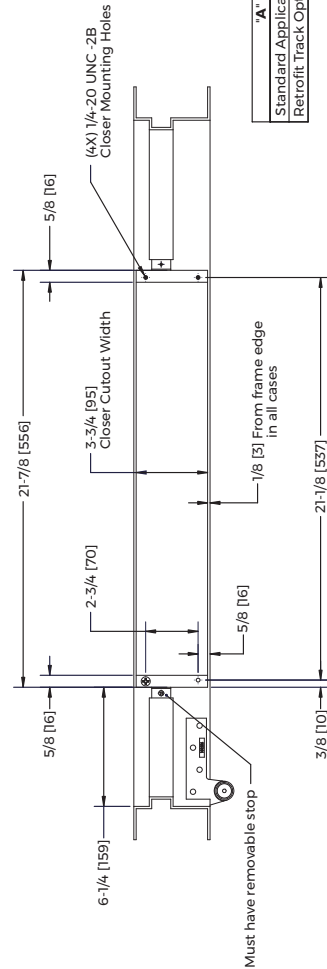 21-7/8 [556]
5/8 [16]
5/8 [16]
2-3/4 [70]
3-3/4 [95]
Closer Cutout Width
(4X) 1/4-20 UNC -2B
Closer Mounting Holes
6-1/4 [159]
1/8 [3] From frame edge
in all cases
5/8 [16]
Must have removable stop
3/8 [10]
21-1/8 [537]
"A"
Standard Applica
Retrofit Track Opt